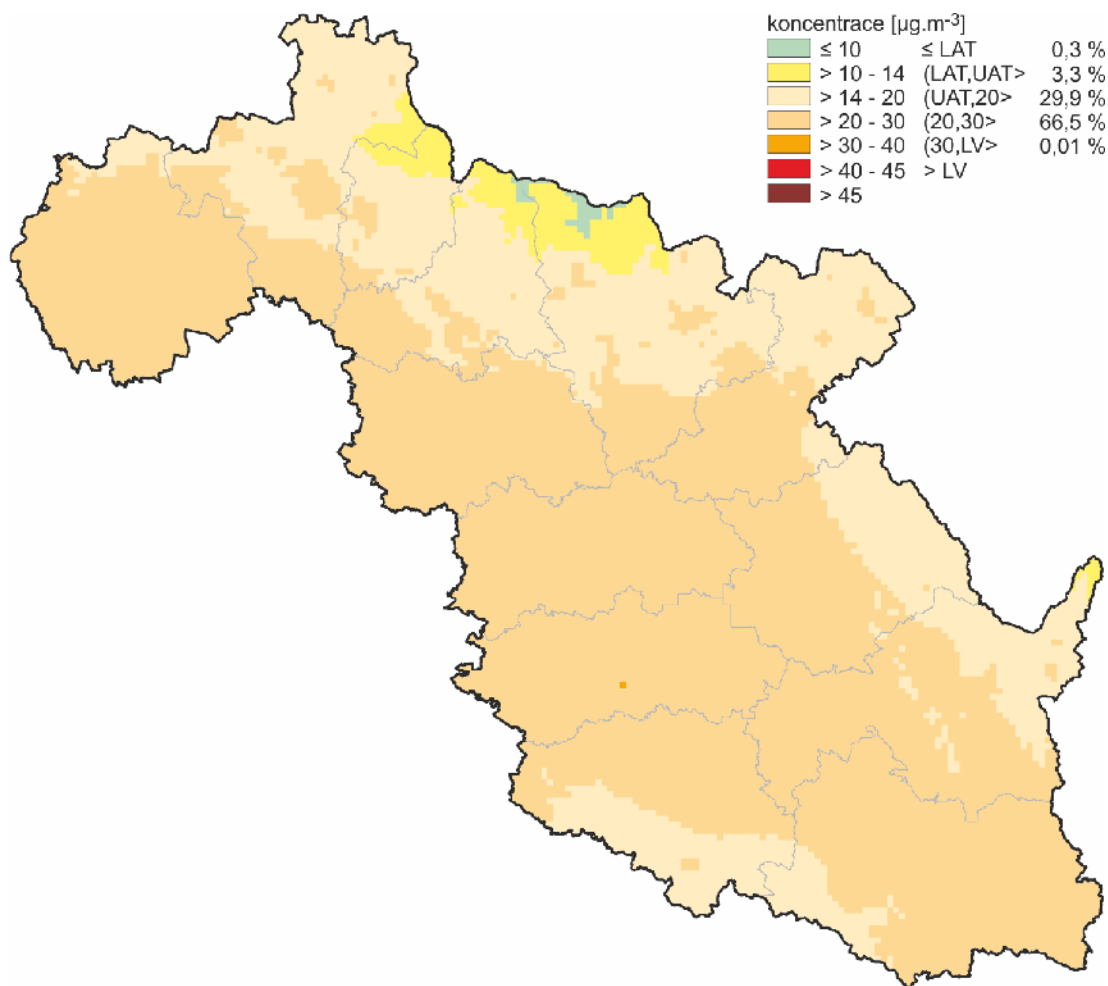 koncentrace [µg.m-3]
≤ 10 ≤ LAT 0,3 %
> 10 - 14 (LAT,UAT> 3,3 %
> 14 - 20 (UAT,20> 29,9 %
> 20 - 30 (20,30> 66,5 %
> 30 - 40 (30,LV> 0,01 %
> 40 - 45 > LV
> 45